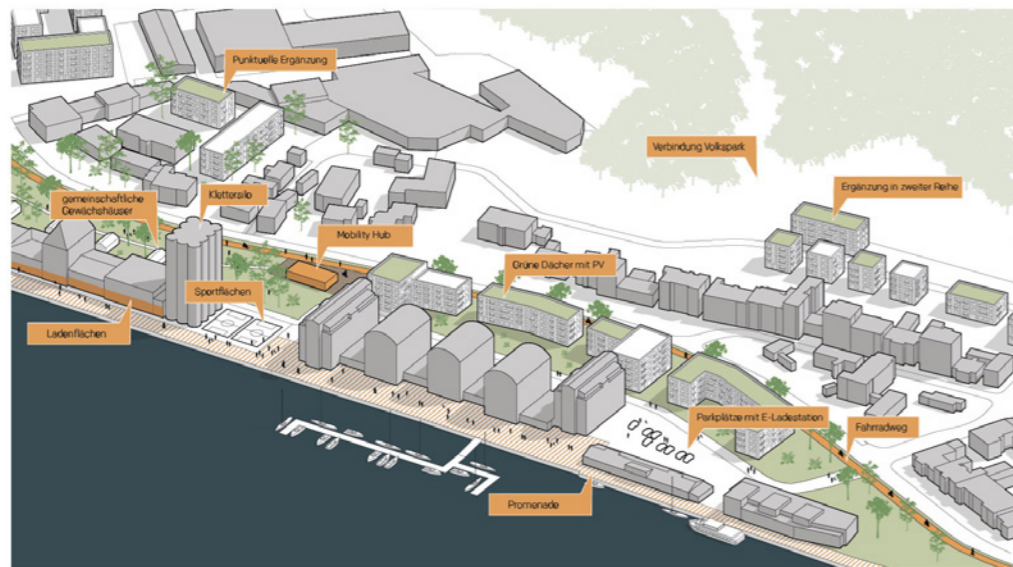 Punktuelle Ergänzung
Verbindung Volkspark
Ergänzung in zweiter Reihe
Klettersilo
gemeinschaftliche
Gewächshäuser
Mobility Hub
Grüne Dächer mit PV
Sportflächen
Ladenflächen
Parkplätze mit E-Ladestation
Fahrradweg
Promenade